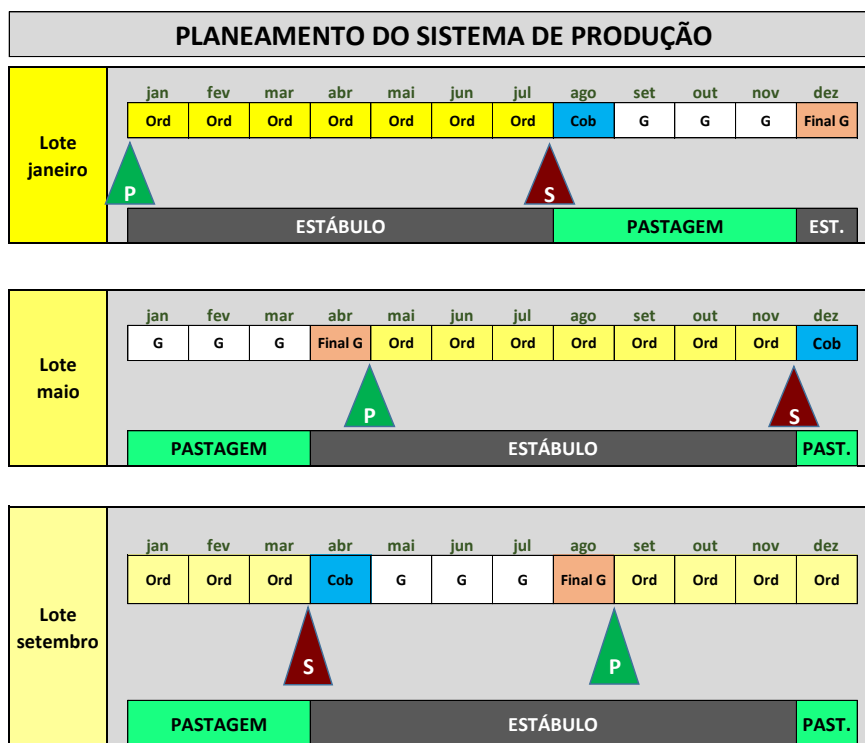 PLANEAMENTO DO SISTEMA DE PRODUÇÃO
jan fev mar abr mai jun jul ago set out nov dez
Ord Ord Ord Ord Ord Ord Ord Cob G G G Final G
Lote
janeiro
P S
ESTÁBULO PASTAGEM EST.
jan fev mar abr mai jun jul ago set out nov dez
G G G Final G Ord Ord Ord Ord Ord Ord Ord Cob
Lote
maio
P S
PASTAGEM ESTÁBULO PAST.
jan fev mar abr mai jun jul ago set out nov dez
Ord Ord Ord Cob G G G Final G Ord Ord Ord Ord
Lote
setembro
S P
PASTAGEM ESTÁBULO PAST.